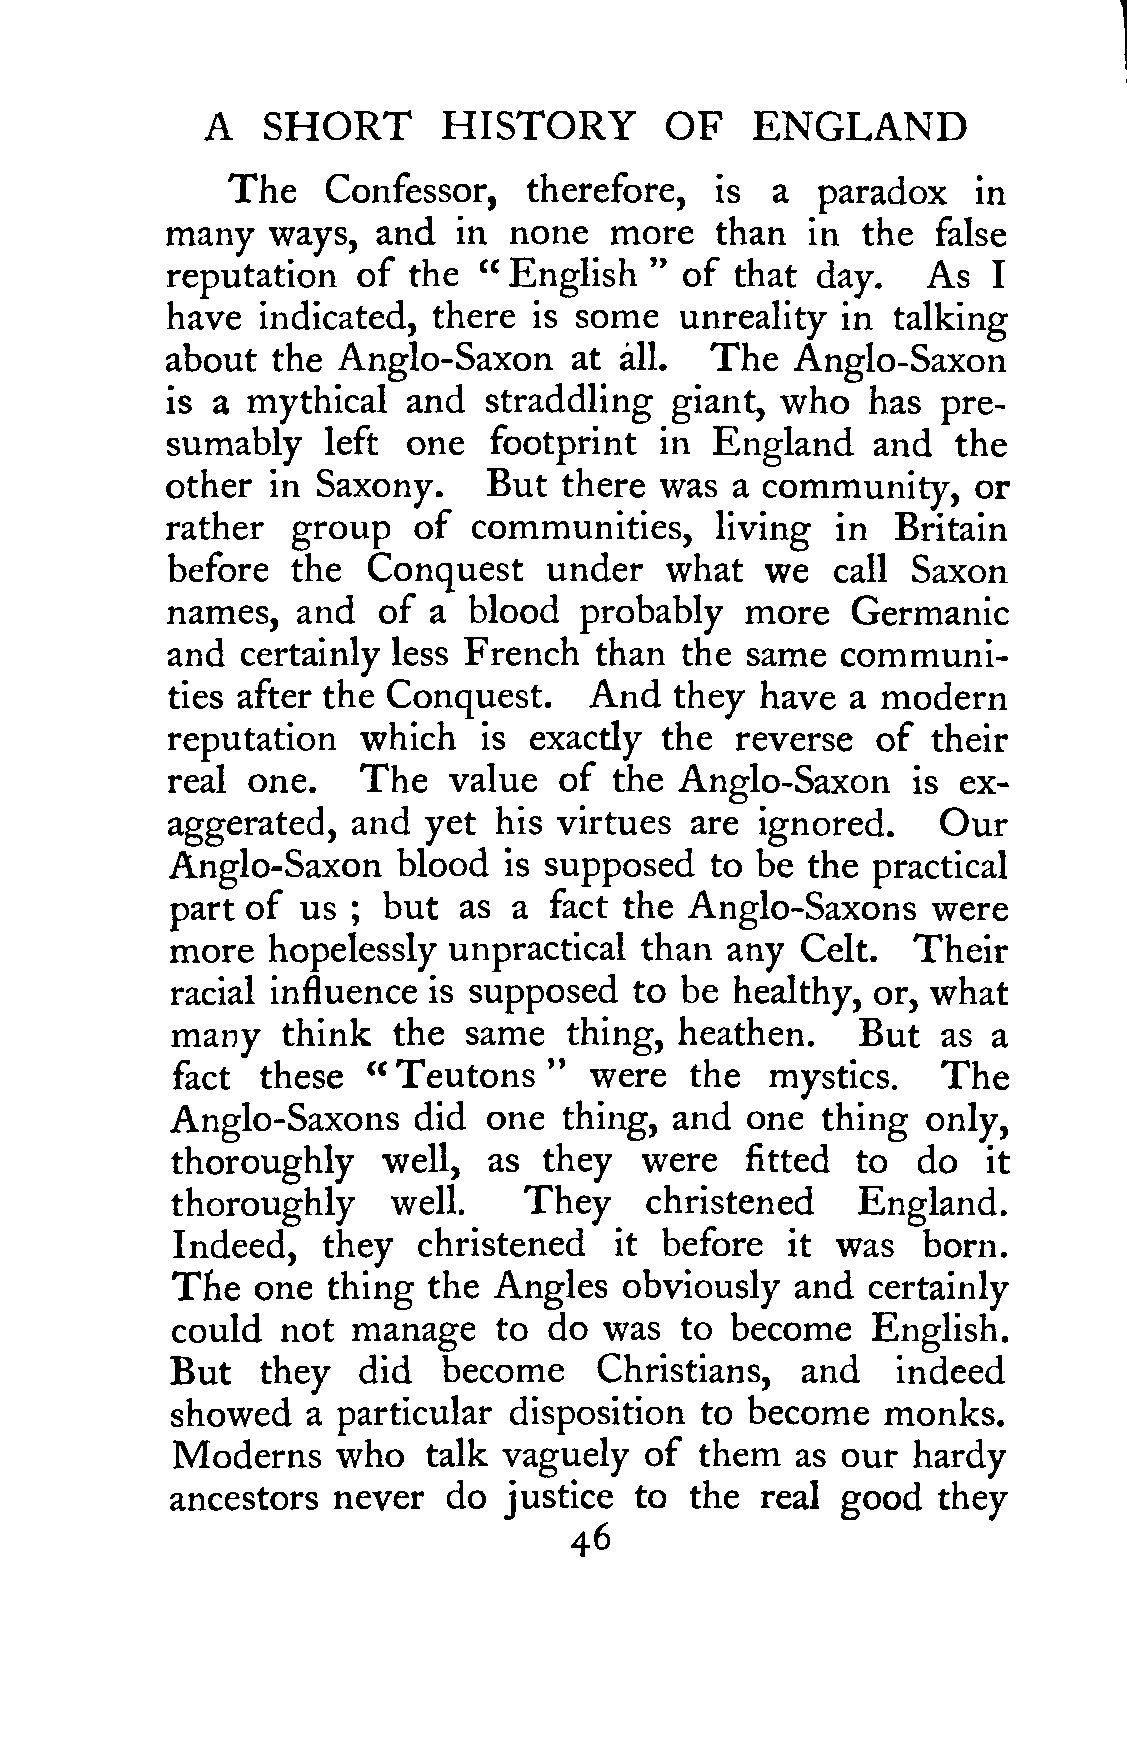 A SHORT HISTORY OF ENGLAND
The Confessor, therefore, is a paradox in
many ways, and in none more than in the false
reputation of the “ English ” of that day. As I
have indicated, there is some unreality in talking
about the Anglo-Saxon at all. The Anglo-Saxon
is a mythical and straddling giant, who has pre-
sumably left one footprint in England and the
other in Saxony. But there was a community, or
rather group of communities, living in Britain
before the Conquest under what we call Saxon
names, and of a blood probably more Germanic
and certainly less French than the same communi-
ties after the Conquest. And they have a modern
reputation which is exactly the reverse of their
real one. The value of the Anglo-Saxon is ex-
aggerated, and yet his virtues are ignored. Our
Anglo-Saxon blood is supposed to be the practical
part of us ; but as a fact the Anglo-Saxons were
more hopelessly unpractical than any Celt. Their
racial influence is supposed to be healthy, or, what
many think the same thing, heathen. But as a
fact these “ Teutons ” were the mystics. The
Anglo-Saxons did one thing, and one thing only,
thoroughly well, as they were fitted to do it
thoroughly well. They christened England.
Indeed, they christened it before it was born.
The one thing the Angles obviously and certainly
could not manage to do was to become English.
But they did become Christians, and indeed
showed a particular disposition to become monks.
Moderns who talk vaguely of them as our hardy
ancestors never do justice to the real good they
46